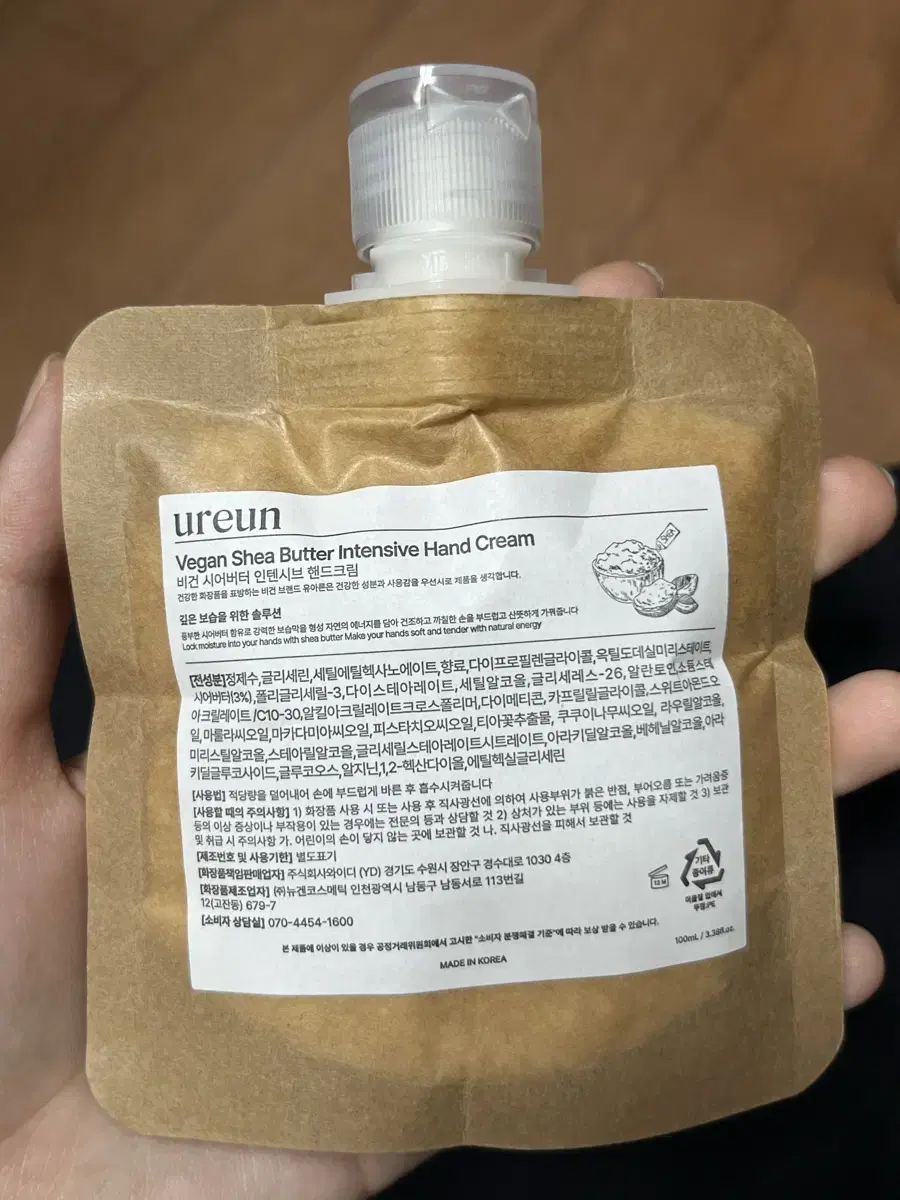 ureun
Vegan Shea Butter Intensive Hand Cream
비건 시어버터 인텐시브 핸드크림
건강한 화장품을 표방하는 비건 브랜드 유아른은 건강한 성분과 사용감을 우선시로 제품을 생각합니다.
Shea
깊은 보습을 위한 솔루션
풍부한 시어버터 함유로 강력한 보습막을 형성 자연의 에너지를 담아 건조하고 까칠한 손을 부드럽고 산뜻하게 가꿔줍니다
Lock moisture into your hands with shea butter Make your hands soft and tender with natural energy
[전성분]정제수,글리세린,세틸에틸헥사노에이트,향료,다이프로필렌글라이콜,옥틸도데실미리스테이트,
시어버터(3%),폴리글리세릴-3,다이스테아레이트,세틸알코올,글리세레스-26,알란토인,소듐스테
아크릴레이트/C10-30,알킬아크릴레이트크로스폴리머,다이메티콘,카프릴릴글라이콜,스위트아몬드오
일,마룰라씨오일,마카다미아씨오일,피스타치오씨오일,티아꽃추출물,쿠쿠이나무씨오일,라우릴알코올,
미리스틸알코올,스테아릴알코올,글리세릴스테아레이트시트레이트,아라키딜알코올,베헤닐알코올,아라
키딜글루코사이드,글루코오스,알지닌,1,2-헥산다이올,에틸헥실글리세린
[사용법] 적당량을 덜어내어 손에 부드럽게 바른 후 흡수시켜줍니다
[사용할 때의 주의사항] 1) 화장품 사용 시 또는 사용 후 직사광선에 의하여 사용부위가 붉은 반점, 부어오름 또는 가려움증
등의 이상 증상이나 부작용이 있는 경우에는 전문의 등과 상담할 것 2) 상처가 있는 부위 등에는 사용을 자제할 것 3) 보관
및 취급 시 주의사항 가. 어린이의 손이 닿지 않는 곳에 보관할 것 나. 직사광선을 피해서 보관할 것
[제조번호 및 사용기한] 별도표기
[화장품책임판매업자] 주식회사와이디 (YD) 경기도 수원시 장안구 경수대로 1030 4층
[화장품제조업자] ㈜뉴겐코스메틱 인천광역시 남동구 남동서로 113번길
12(고잔동) 679-7
[소비자 상담실] 070-4454-1600
12 M
기타
종이류
본 제품에 이상이 있을 경우 공정거래위원회에서 고시한 "소비자 분쟁해결 기준"에 따라 보상 받을 수 있습니다.
100mL / 3.38fl.oz.
MADE IN KOREA